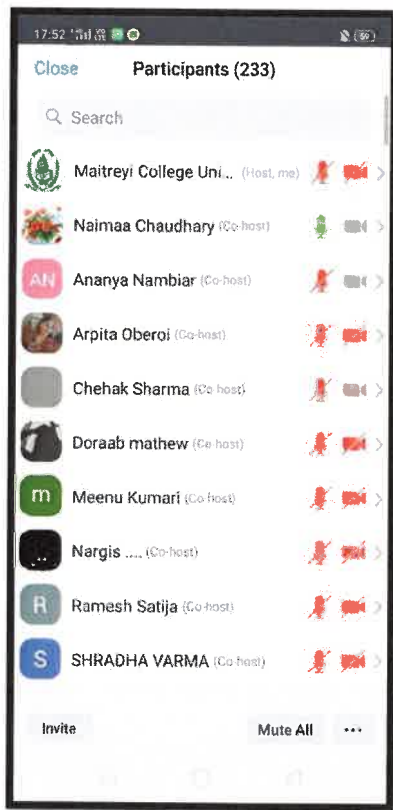 17:52
59
Close Participants (233)
Search
Maitreyi College Uni... (Host, me)
Naimaa Chaudhary (Co-host)
AN Ananya Nambiar (Co-host)
Arpita Oberoi (Co-host)
Chehak Sharma (Co-host)
Doraab mathew (Co-host)
m Meenu Kumari (Co-host)
Nargis .... (Co-host)
R Ramesh Satija (Co-host)
S SHRADHA VARMA (Co-host)
Invite Mute All ...